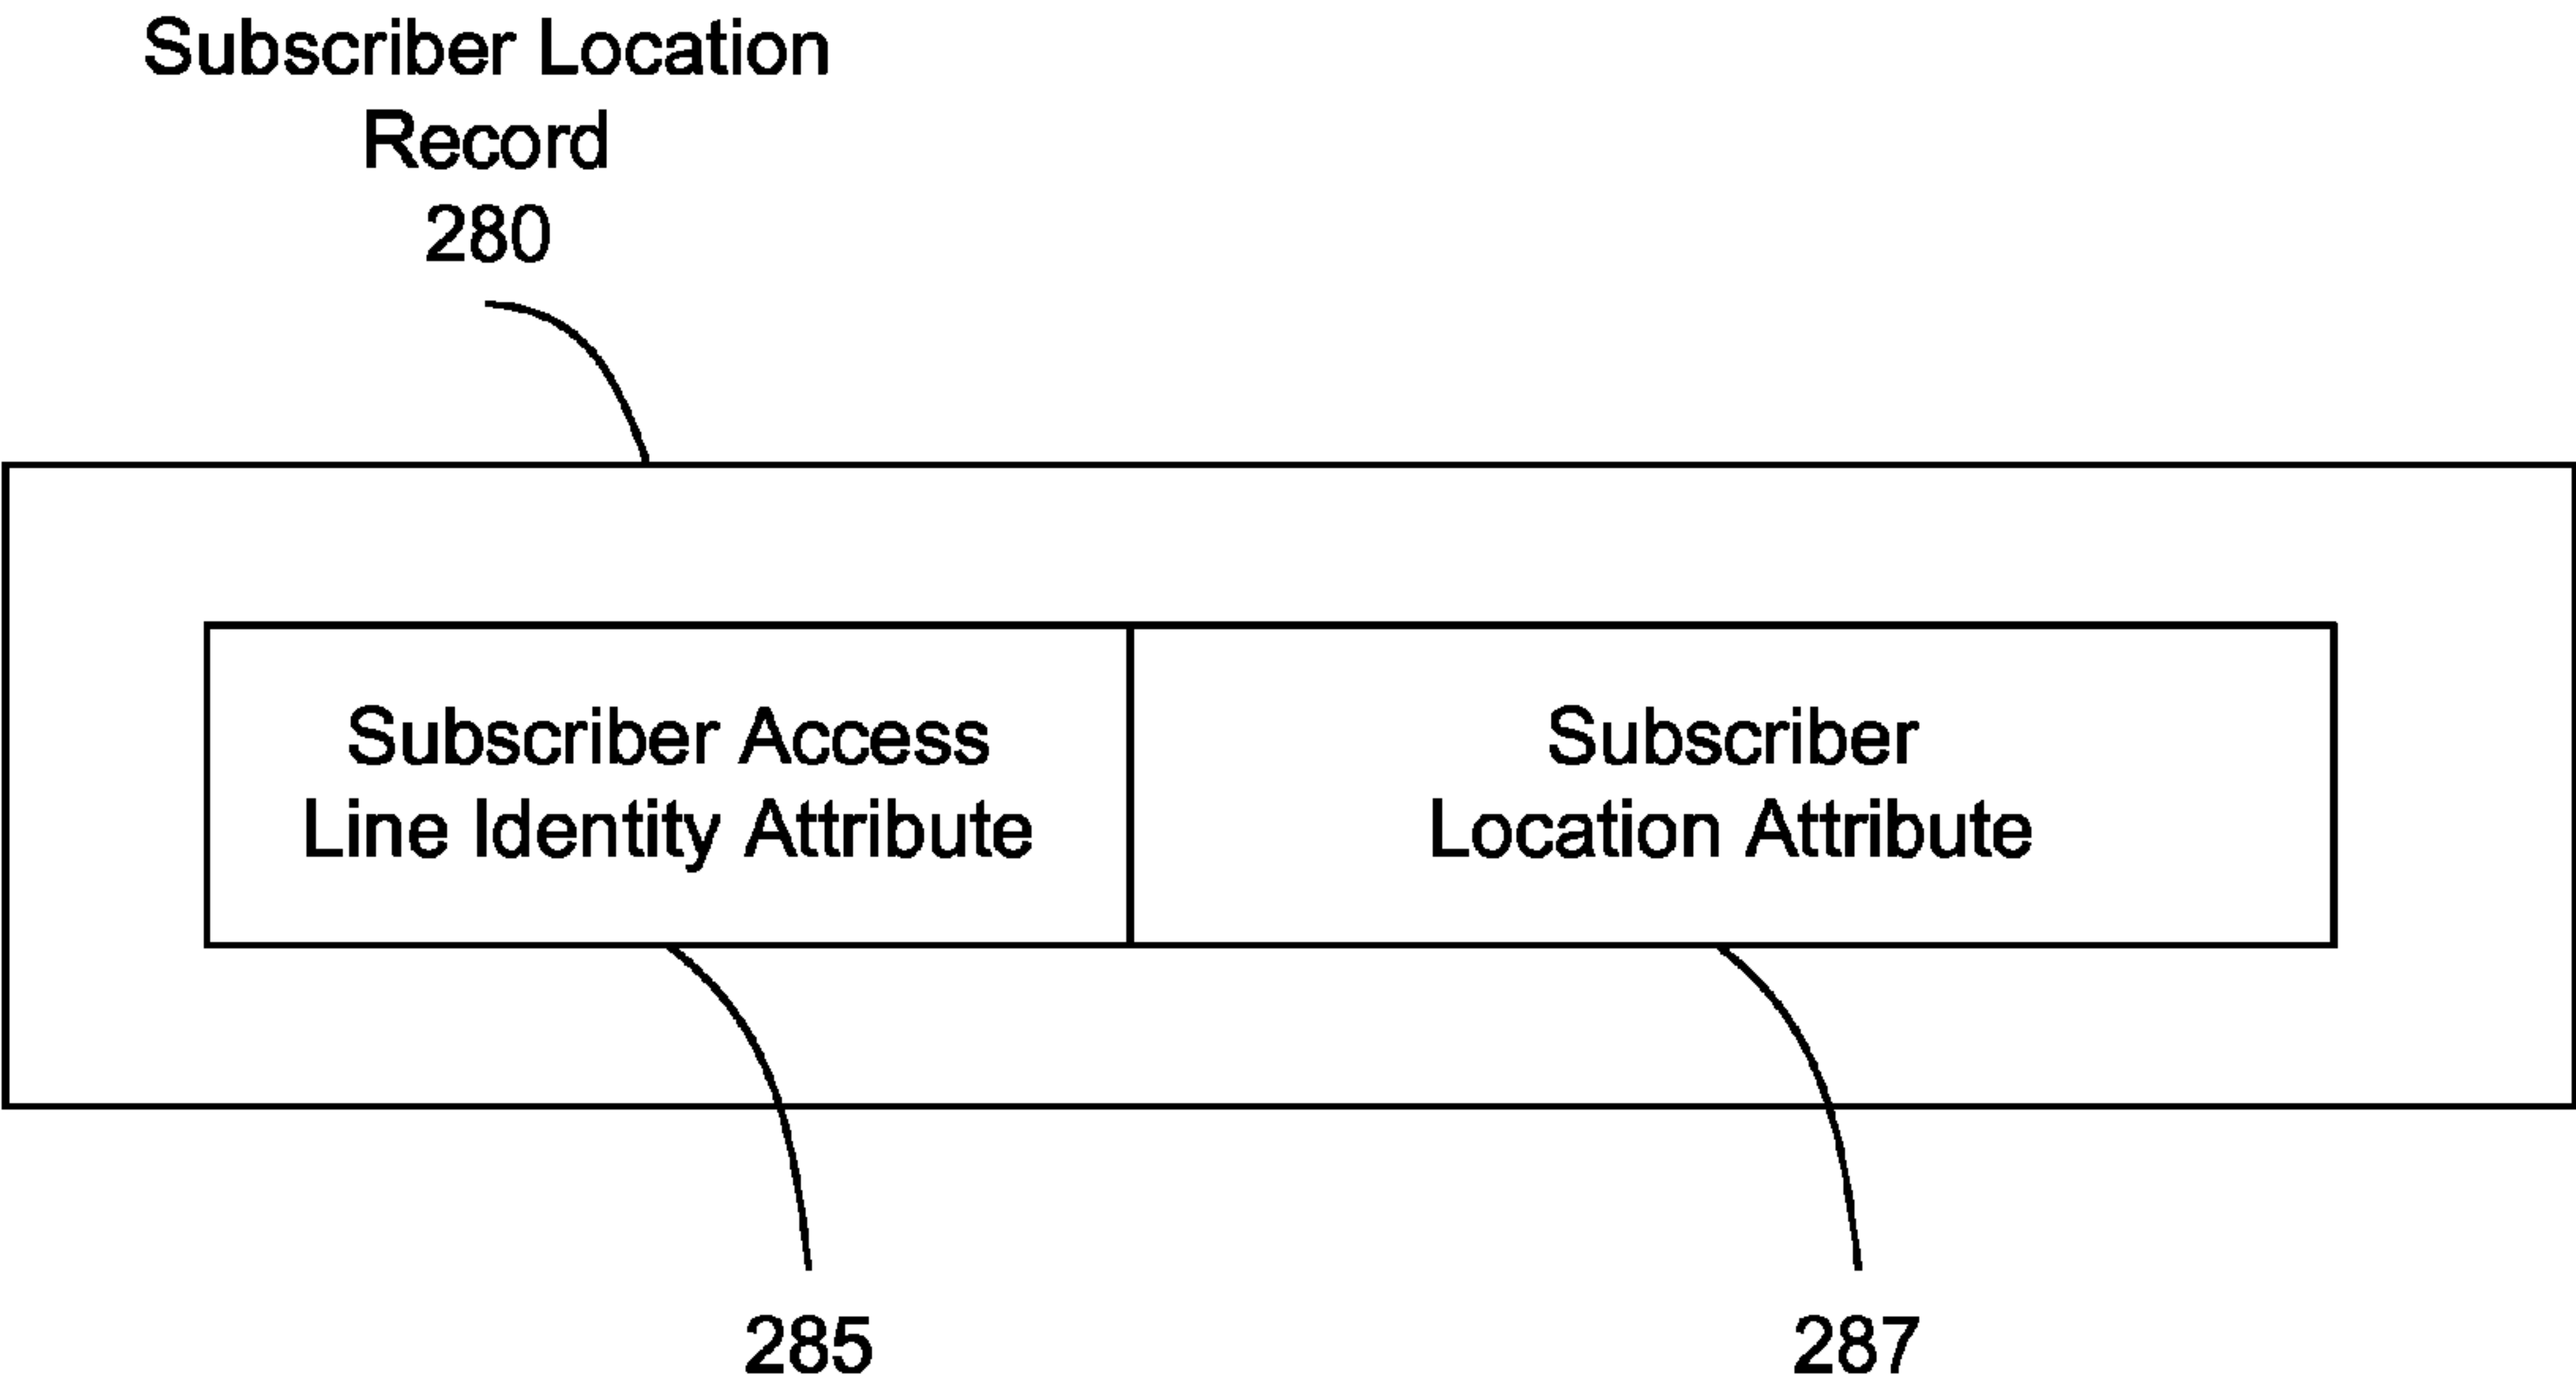 Subscriber Location
Record
280
Subscriber Access
Line Identity Attribute
Subscriber
Location Attribute
285
287